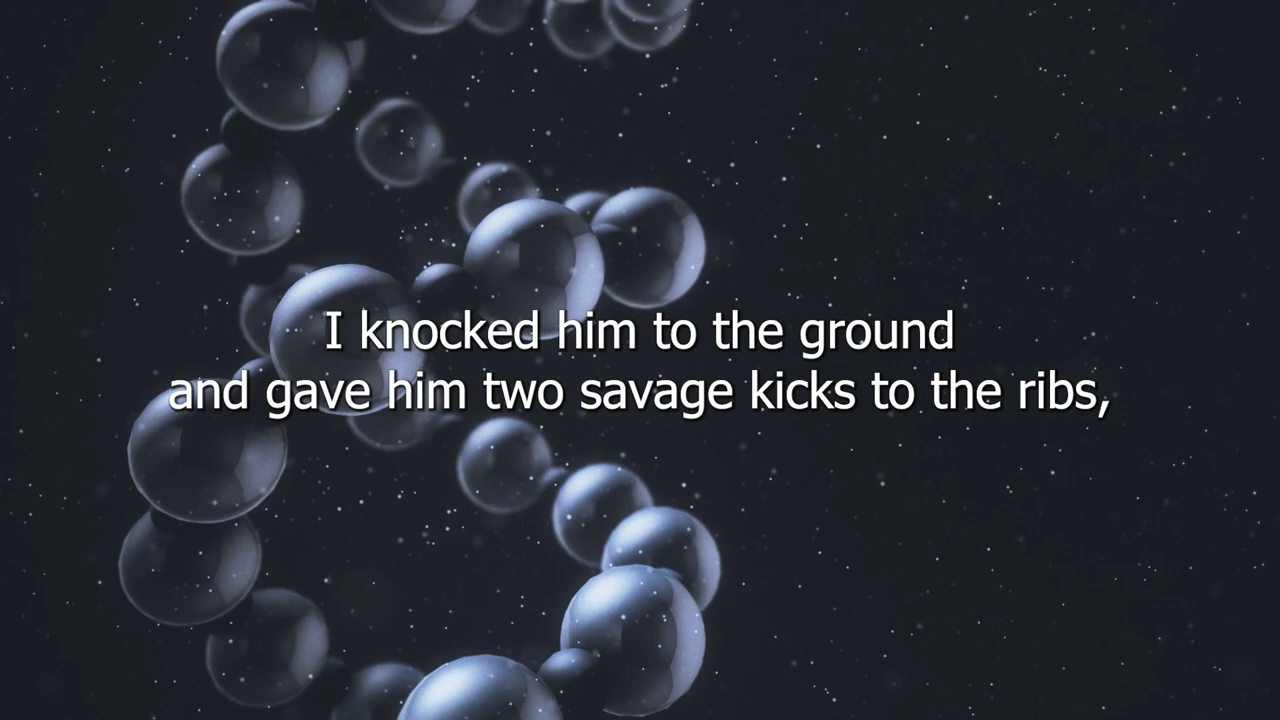 I knocked him to the ground
and gave him two savage kicks to the ribs,